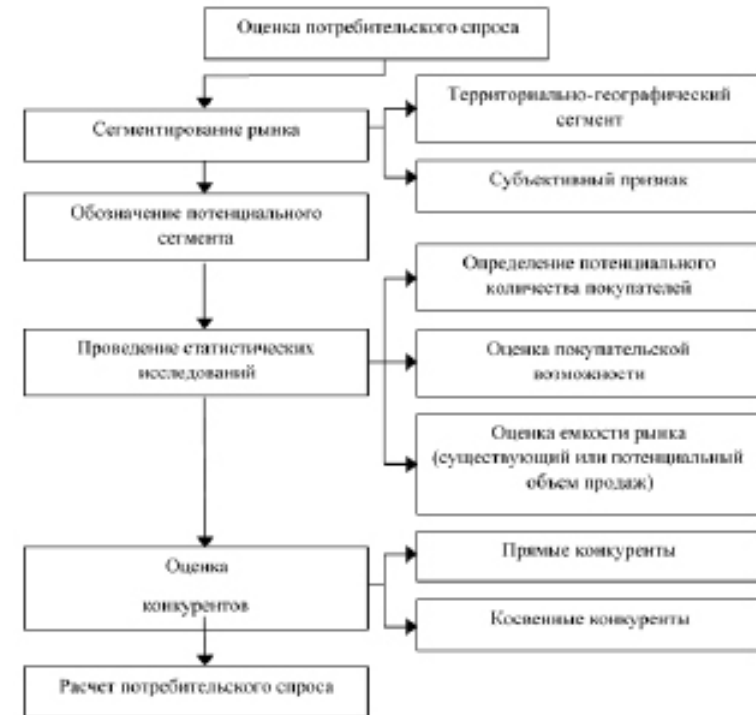 Оценка потребительского спроса
Сегментирование рынка
Территориально-географический
сегмент
Субъективный признак
Обозначение потенциального
сегмента
Проведение статистических
исследований
Определение потенциального
количества покупателей
Оценка покупательской
возможности
Оценка емкости рынка
(существующий или потенциальный
объем продаж)
Оценка
конкурентов
Прямые конкуренты
Косвенные конкуренты
Расчет потребительского спроса